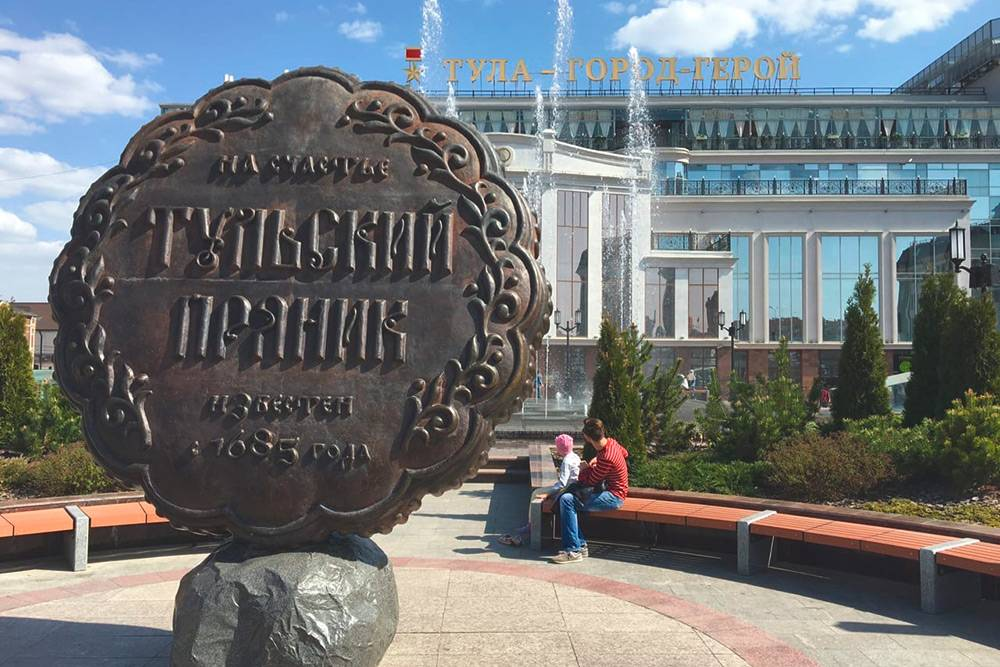 ТУЛА – ГОРОД-ГЕРОЙ
НА СЧАСТЬЕ
ТУЛЬСКИЙ
ПРЯНИК
ИЗВЕСТЕН
с 1685 года